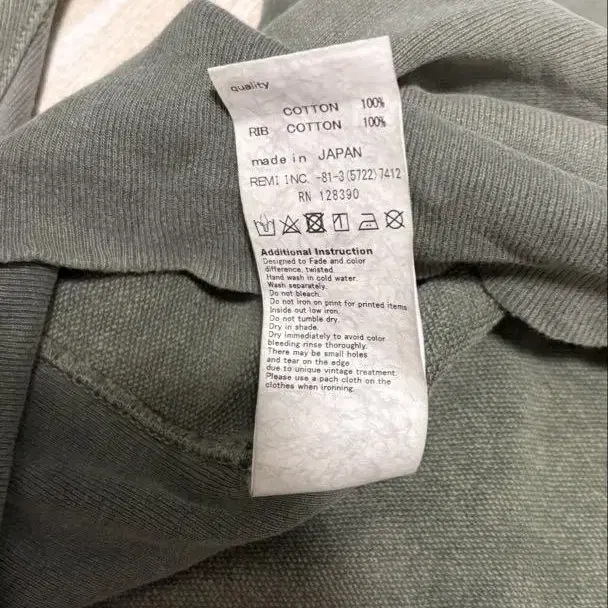 quality
COTTON 100%
RIB COTTON 100%
made in JAPAN
REMI INC. -81-3(5722)7412
RN 128390
Additional Instruction
Designed to Fade and color
difference, twisted.
Hand wash in cold water.
Wash separately.
Do not bleach.
Do not iron on print for printed items
Inside out low iron.
Do not tumble dry.
Dry in shade.
Dry immediately to avoid color
bleeding rinse thoroughly.
There may be small holes
and tear on the edge
due to unique vintage treatment.
Please use a pach cloth on the
clothes when ironning.